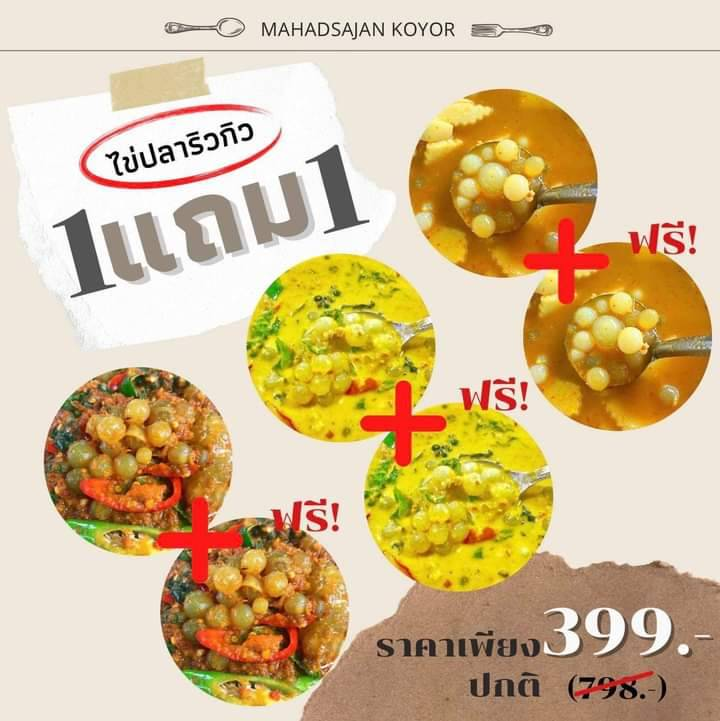 MAHADSAJAN KOYOR
ไข่ปลาริวกิว
1แถม1
ฟรี!
ฟรี!
ฟรี!
ราคาเพียง399.-
ปกติ (798.-)